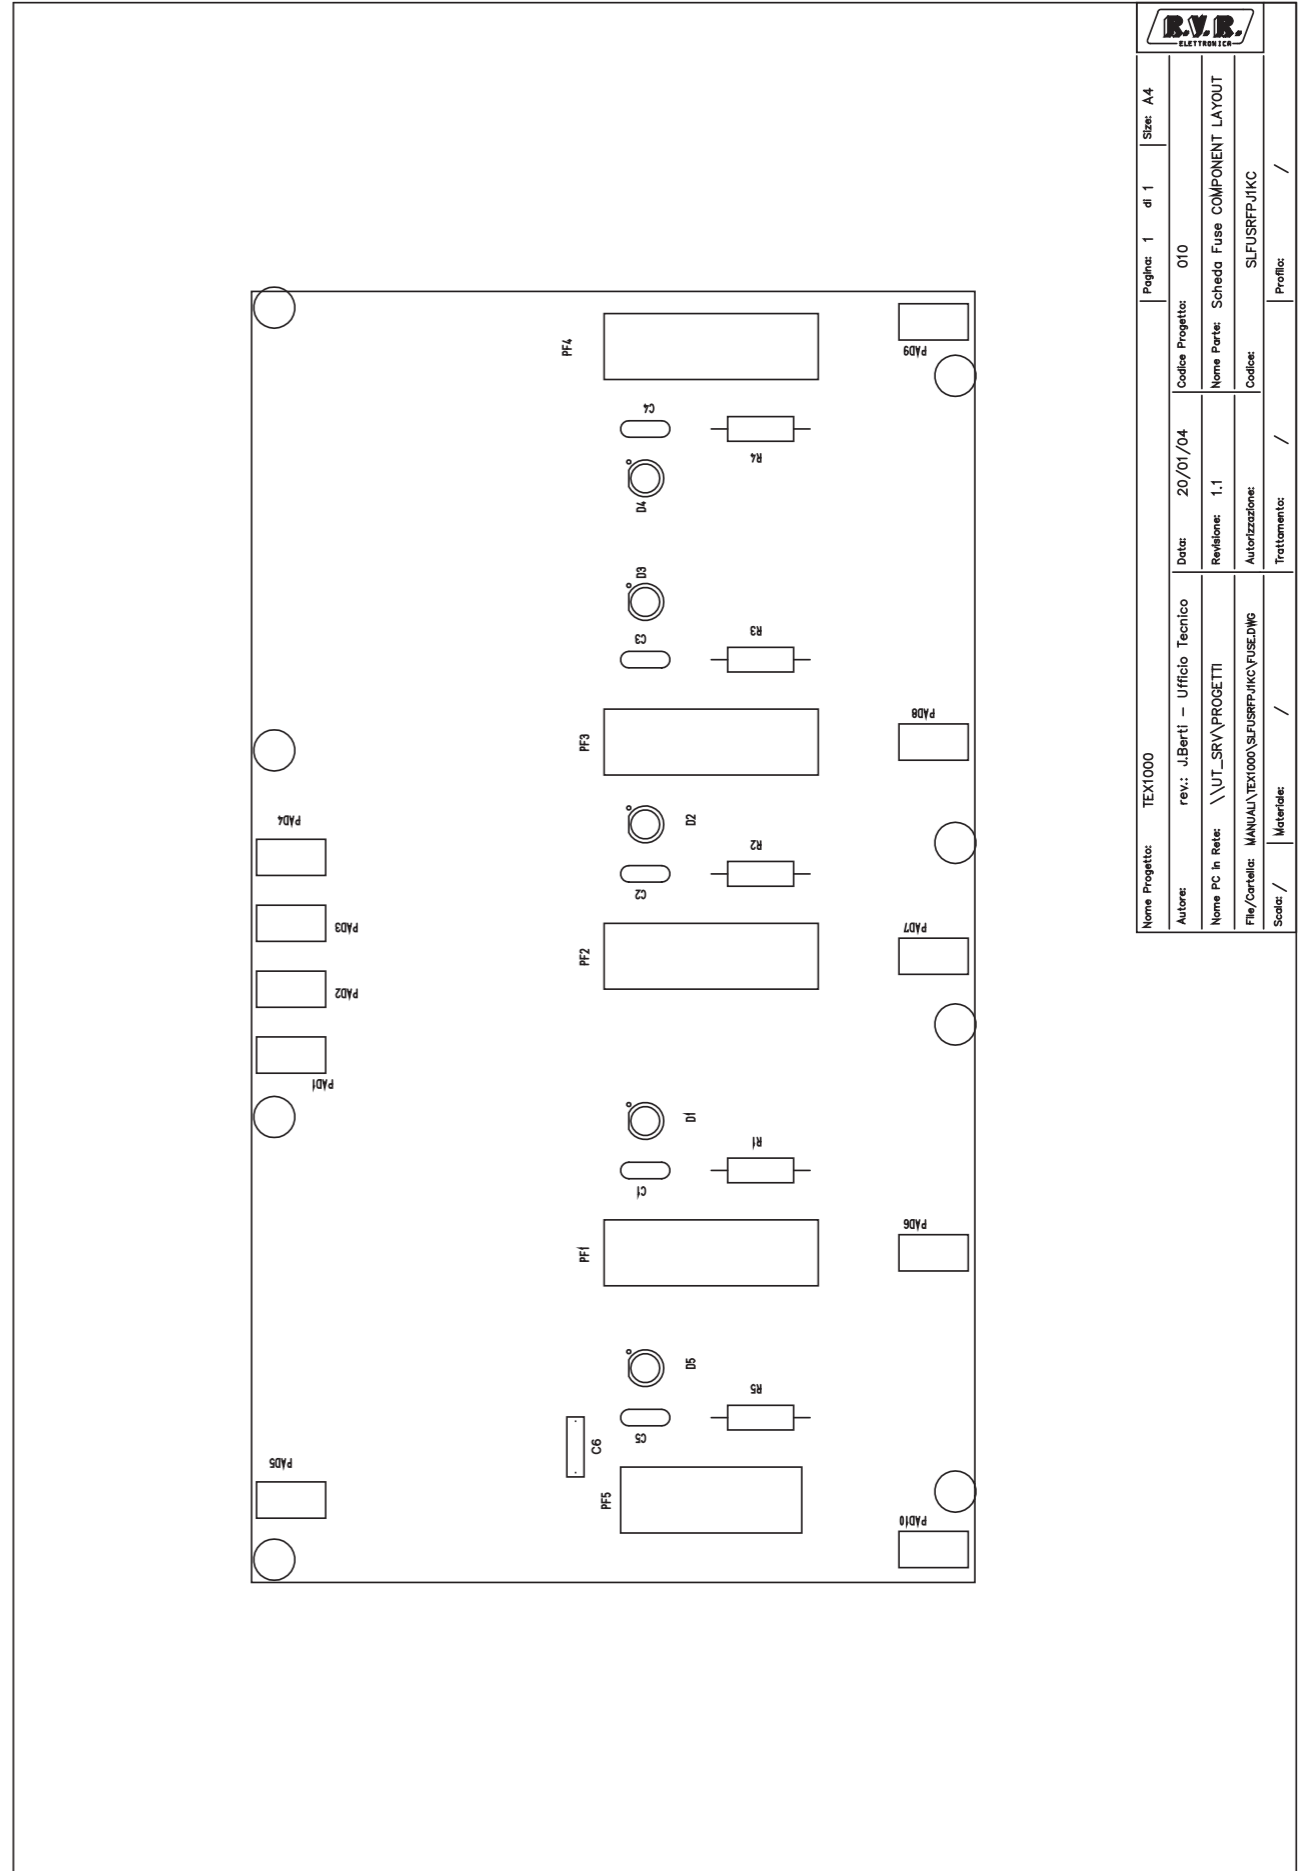 R.V.R.
ELETTRONICA
Nome Progetto: TEX1000
Pagina: 1 di 1
Size: A4
Autore: rev.: J.Berti – Ufficio Tecnico
Data: 20/01/04
Codice Progetto: 010
Nome PC in Rete: \\UT_SRV\PROGETTI
Revisione: 1.1
Nome Parte: Scheda Fuse COMPONENT LAYOUT
File/Cartella: MANUALI\TEX1000\SLFUSRFPJ1KC\FUSE.DWG
Autorizzazione:
Codice: SLFUSRFPJ1KC
Scala: /
Materiale: /
Trattamento: /
Profilo: /
PF4
PAD9
C4
R4
D4
D3
C3
R3
PAD8
PF3
PAD4
D2
R2
C2
PAD3
PAD7
PF2
PAD2
PAD1
D1
R1
C1
PAD6
PF1
D5
R5
C5
C6
PAD5
PF5
PAD10